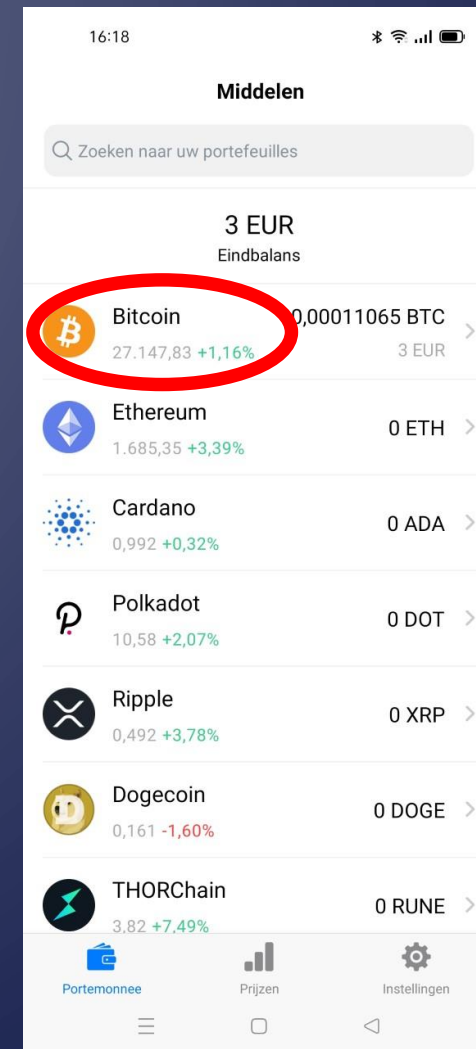 16:18
Middelen
Zoeken naar uw portefeuilles
3 EUR
Eindbalans
Bitcoin 0,00011065 BTC
27.147,83 +1,16% 3 EUR
Ethereum 0 ETH
1.685,35 +3,39%
Cardano 0 ADA
0,992 +0,32%
Polkadot 0 DOT
10,58 +2,07%
Ripple 0 XRP
0,492 +3,78%
Dogecoin 0 DOGE
0,161 -1,60%
THORChain 0 RUNE
3,82 +7,49%
Portemonnee Prijzen Instellingen